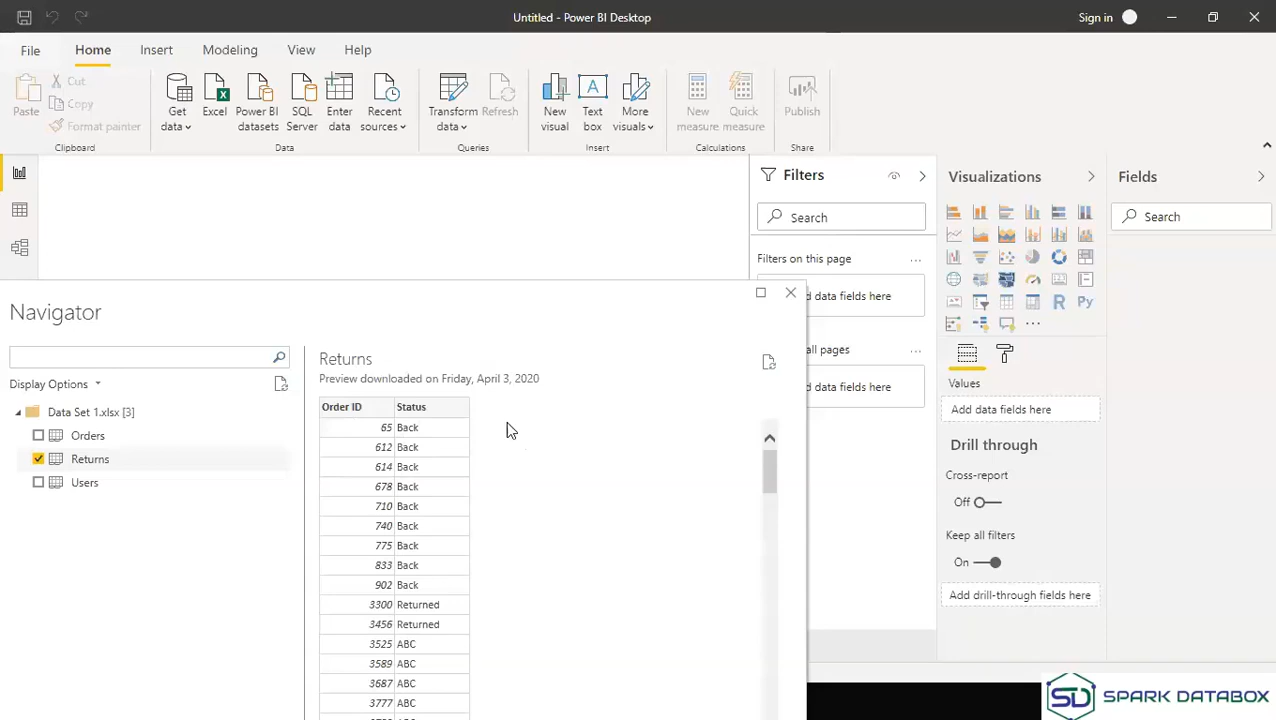 Untitled - Power BI Desktop
Sign in
File
Home
Insert
Modeling
View
Help
Paste
Cut
Copy
Format painter
Clipboard
Get data
Excel
Power BI datasets
SQL Server
Enter data
Recent sources
Data
Transform data
Refresh
Queries
New visual
Text box
More visuals
Insert
New measure
Quick measure
Calculations
Publish
Share
Filters
Search
Filters on this page
d data fields here
all pages
d data fields here
Visualizations
Values
Add data fields here
Drill through
Cross-report
Off
Keep all filters
On
Add drill-through fields here
Fields
Search
Navigator
Display Options
Data Set 1.xlsx [3]
Orders
Returns
Users
Returns
Preview downloaded on Friday, April 3, 2020
Order ID Status
65 Back
612 Back
614 Back
678 Back
710 Back
740 Back
775 Back
833 Back
902 Back
3300 Returned
3456 Returned
3525 ABC
3589 ABC
3687 ABC
3777 ABC
SD SPARK DATABOX